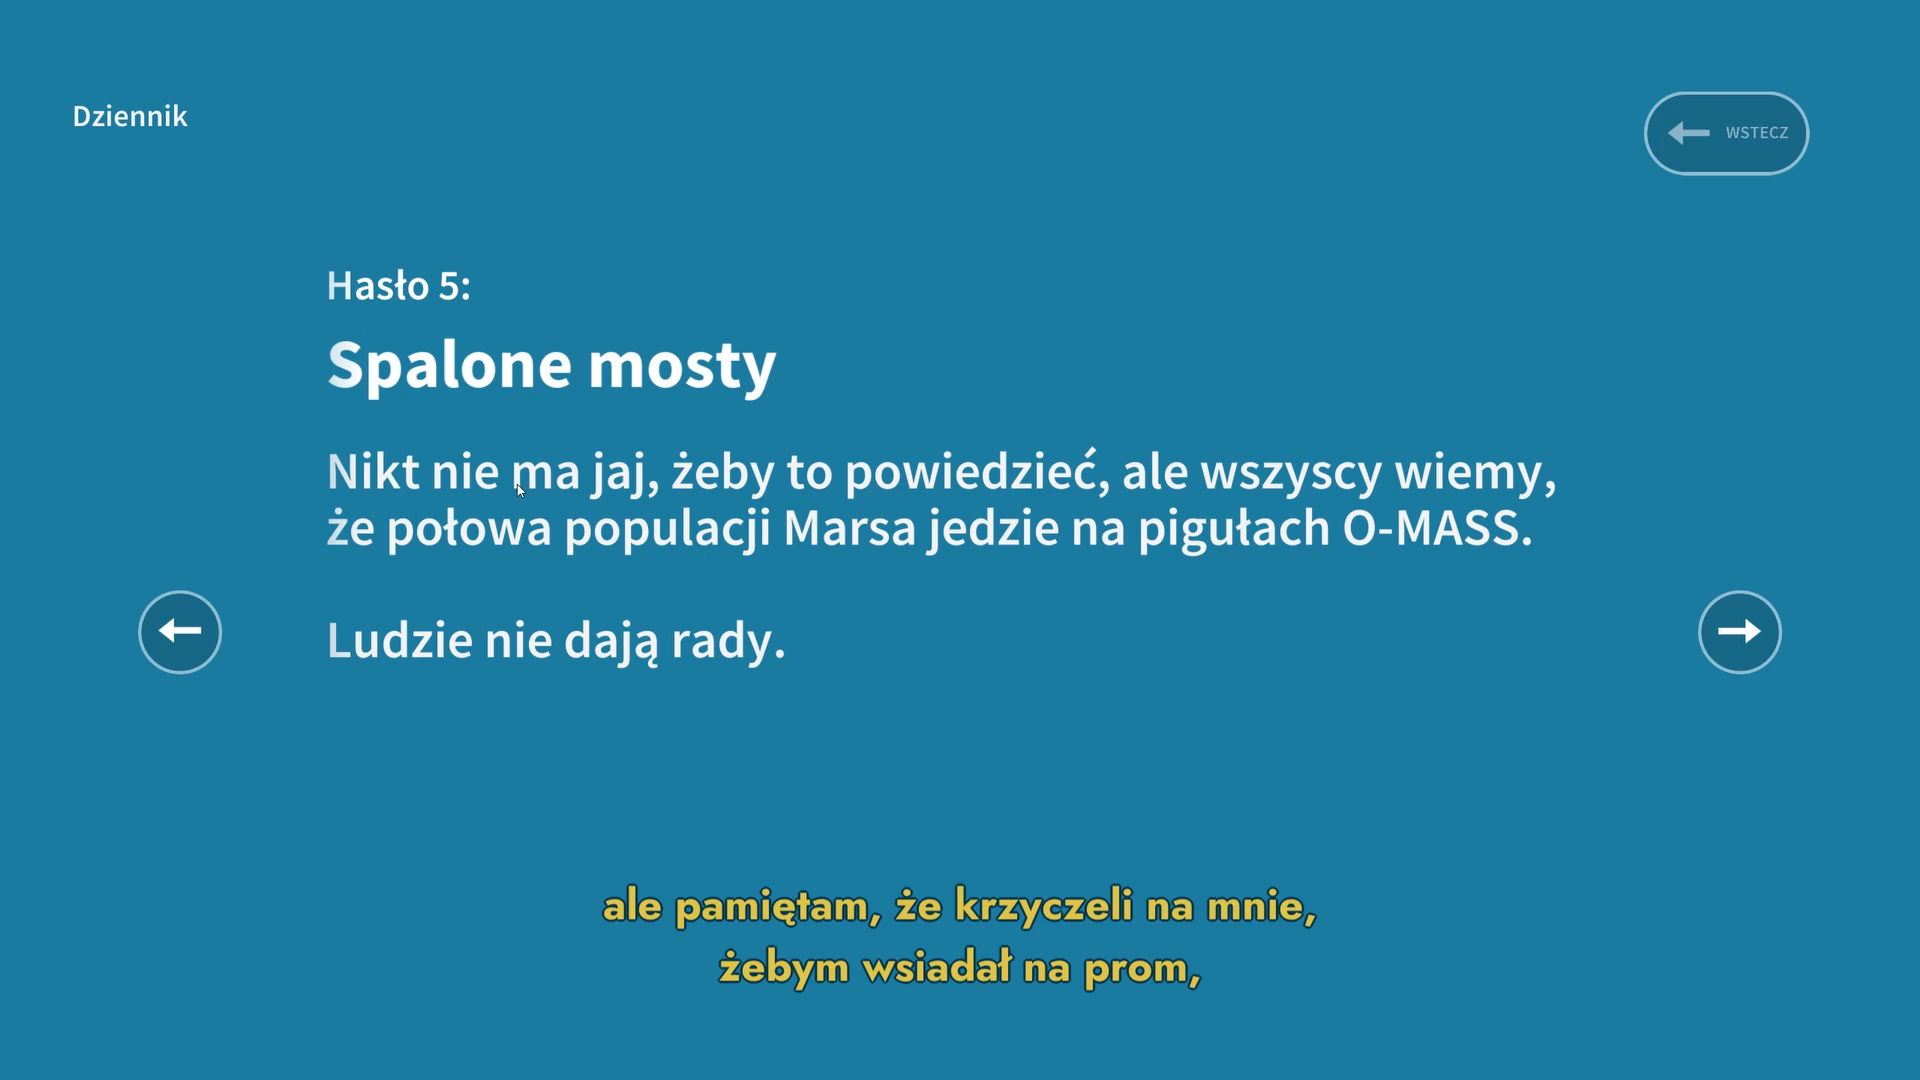 Dziennik
WSTECZ
Hasło 5:
Spalone mosty
Nikt nie ma jaj, żeby to powiedzieć, ale wszyscy wiemy,
że połowa populacji Marsa jedzie na pigułach O-MASS.
Ludzie nie dają rady.
ale pamiętam, że krzyczeli na mnie,
żebym wsiadał na prom,